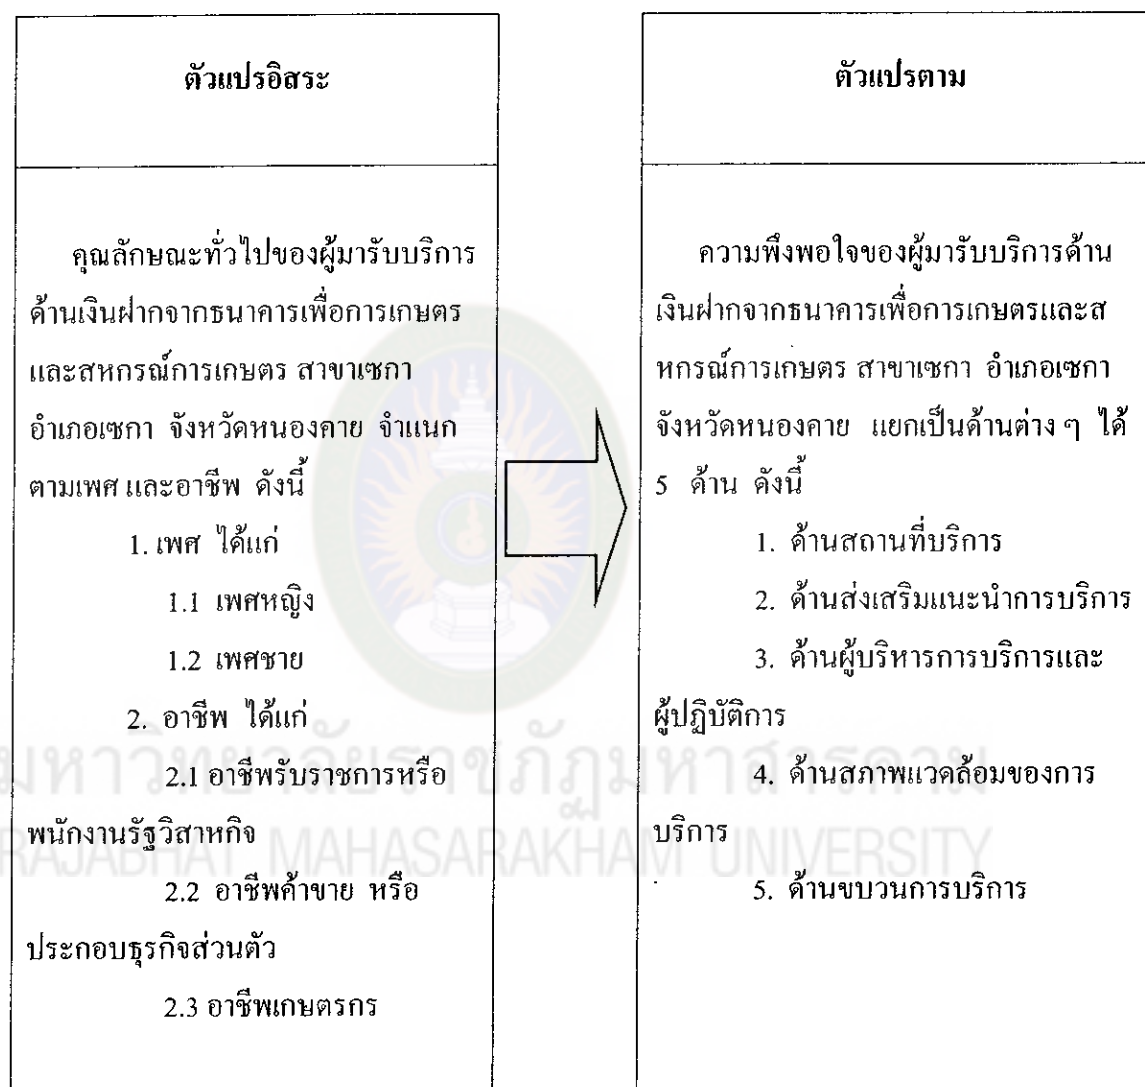 ตัวแปรอิสระ
คุณลักษณะทั่วไปของผู้มารับบริการ
ด้านเงินฝากจากธนาคารเพื่อการเกษตร
และสหกรณ์การเกษตร สาขาเซกา
อำเภอเซกา จังหวัดหนองคาย จำแนก
ตามเพศ และอาชีพ ดังนี้
1. เพศ ได้แก่
1.1 เพศหญิง
1.2 เพศชาย
2. อาชีพ ได้แก่
2.1 อาชีพรับราชการหรือ
พนักงานรัฐวิสาหกิจ
2.2 อาชีพค้าขาย หรือ
ประกอบธุรกิจส่วนตัว
2.3 อาชีพเกษตรกร
ตัวแปรตาม
ความพึงพอใจของผู้มารับบริการด้าน
เงินฝากจากธนาคารเพื่อการเกษตรและส
หกรณ์การเกษตร สาขาเซกา อำเภอเซกา
จังหวัดหนองคาย แยกเป็นด้านต่าง ๆ ได้
5 ด้าน ดังนี้
1. ด้านสถานที่บริการ
2. ด้านส่งเสริมแนะนำการบริการ
3. ด้านผู้บริหารการบริการและ
ผู้ปฏิบัติการ
4. ด้านสภาพแวดล้อมของการ
บริการ
5. ด้านขบวนการบริการ
มหาวิทยาลัยราชภัฏมหาสารคาม
RAJABHAT MAHASARAKHAM UNIVERSITY